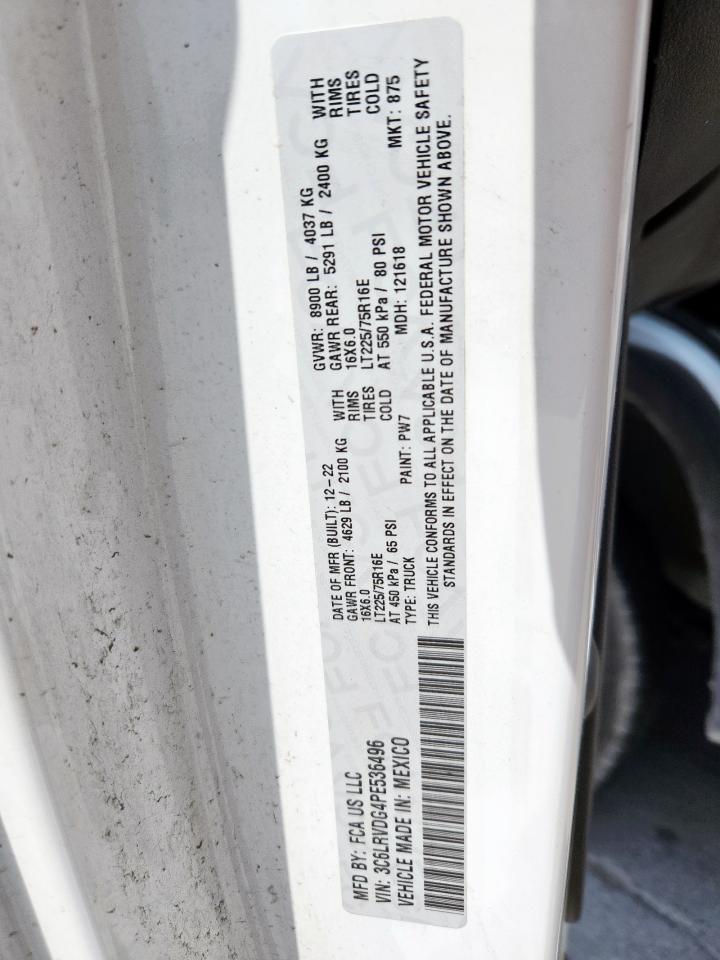 MFD BY: FCA US LLC
DATE OF MFR (BUILT): 12-22
GVWR: 8900 LB / 4037 KG
VIN: 3C6LRVDG4PE536496
GAWR FRONT: 4629 LB / 2100 KG WITH
GAWR REAR: 5291 LB / 2400 KG WITH
16X6.0 RIMS
16X6.0 RIMS
LT225/75R16E TIRES
LT225/75R16E TIRES
AT 450 kPa / 65 PSI COLD
AT 550 kPa / 80 PSI COLD
VEHICLE MADE IN: MEXICO
TYPE: TRUCK PAINT: PW7 MDH: 121618 MKT: 875
THIS VEHICLE CONFORMS TO ALL APPLICABLE U.S.A. FEDERAL MOTOR VEHICLE SAFETY
STANDARDS IN EFFECT ON THE DATE OF MANUFACTURE SHOWN ABOVE.